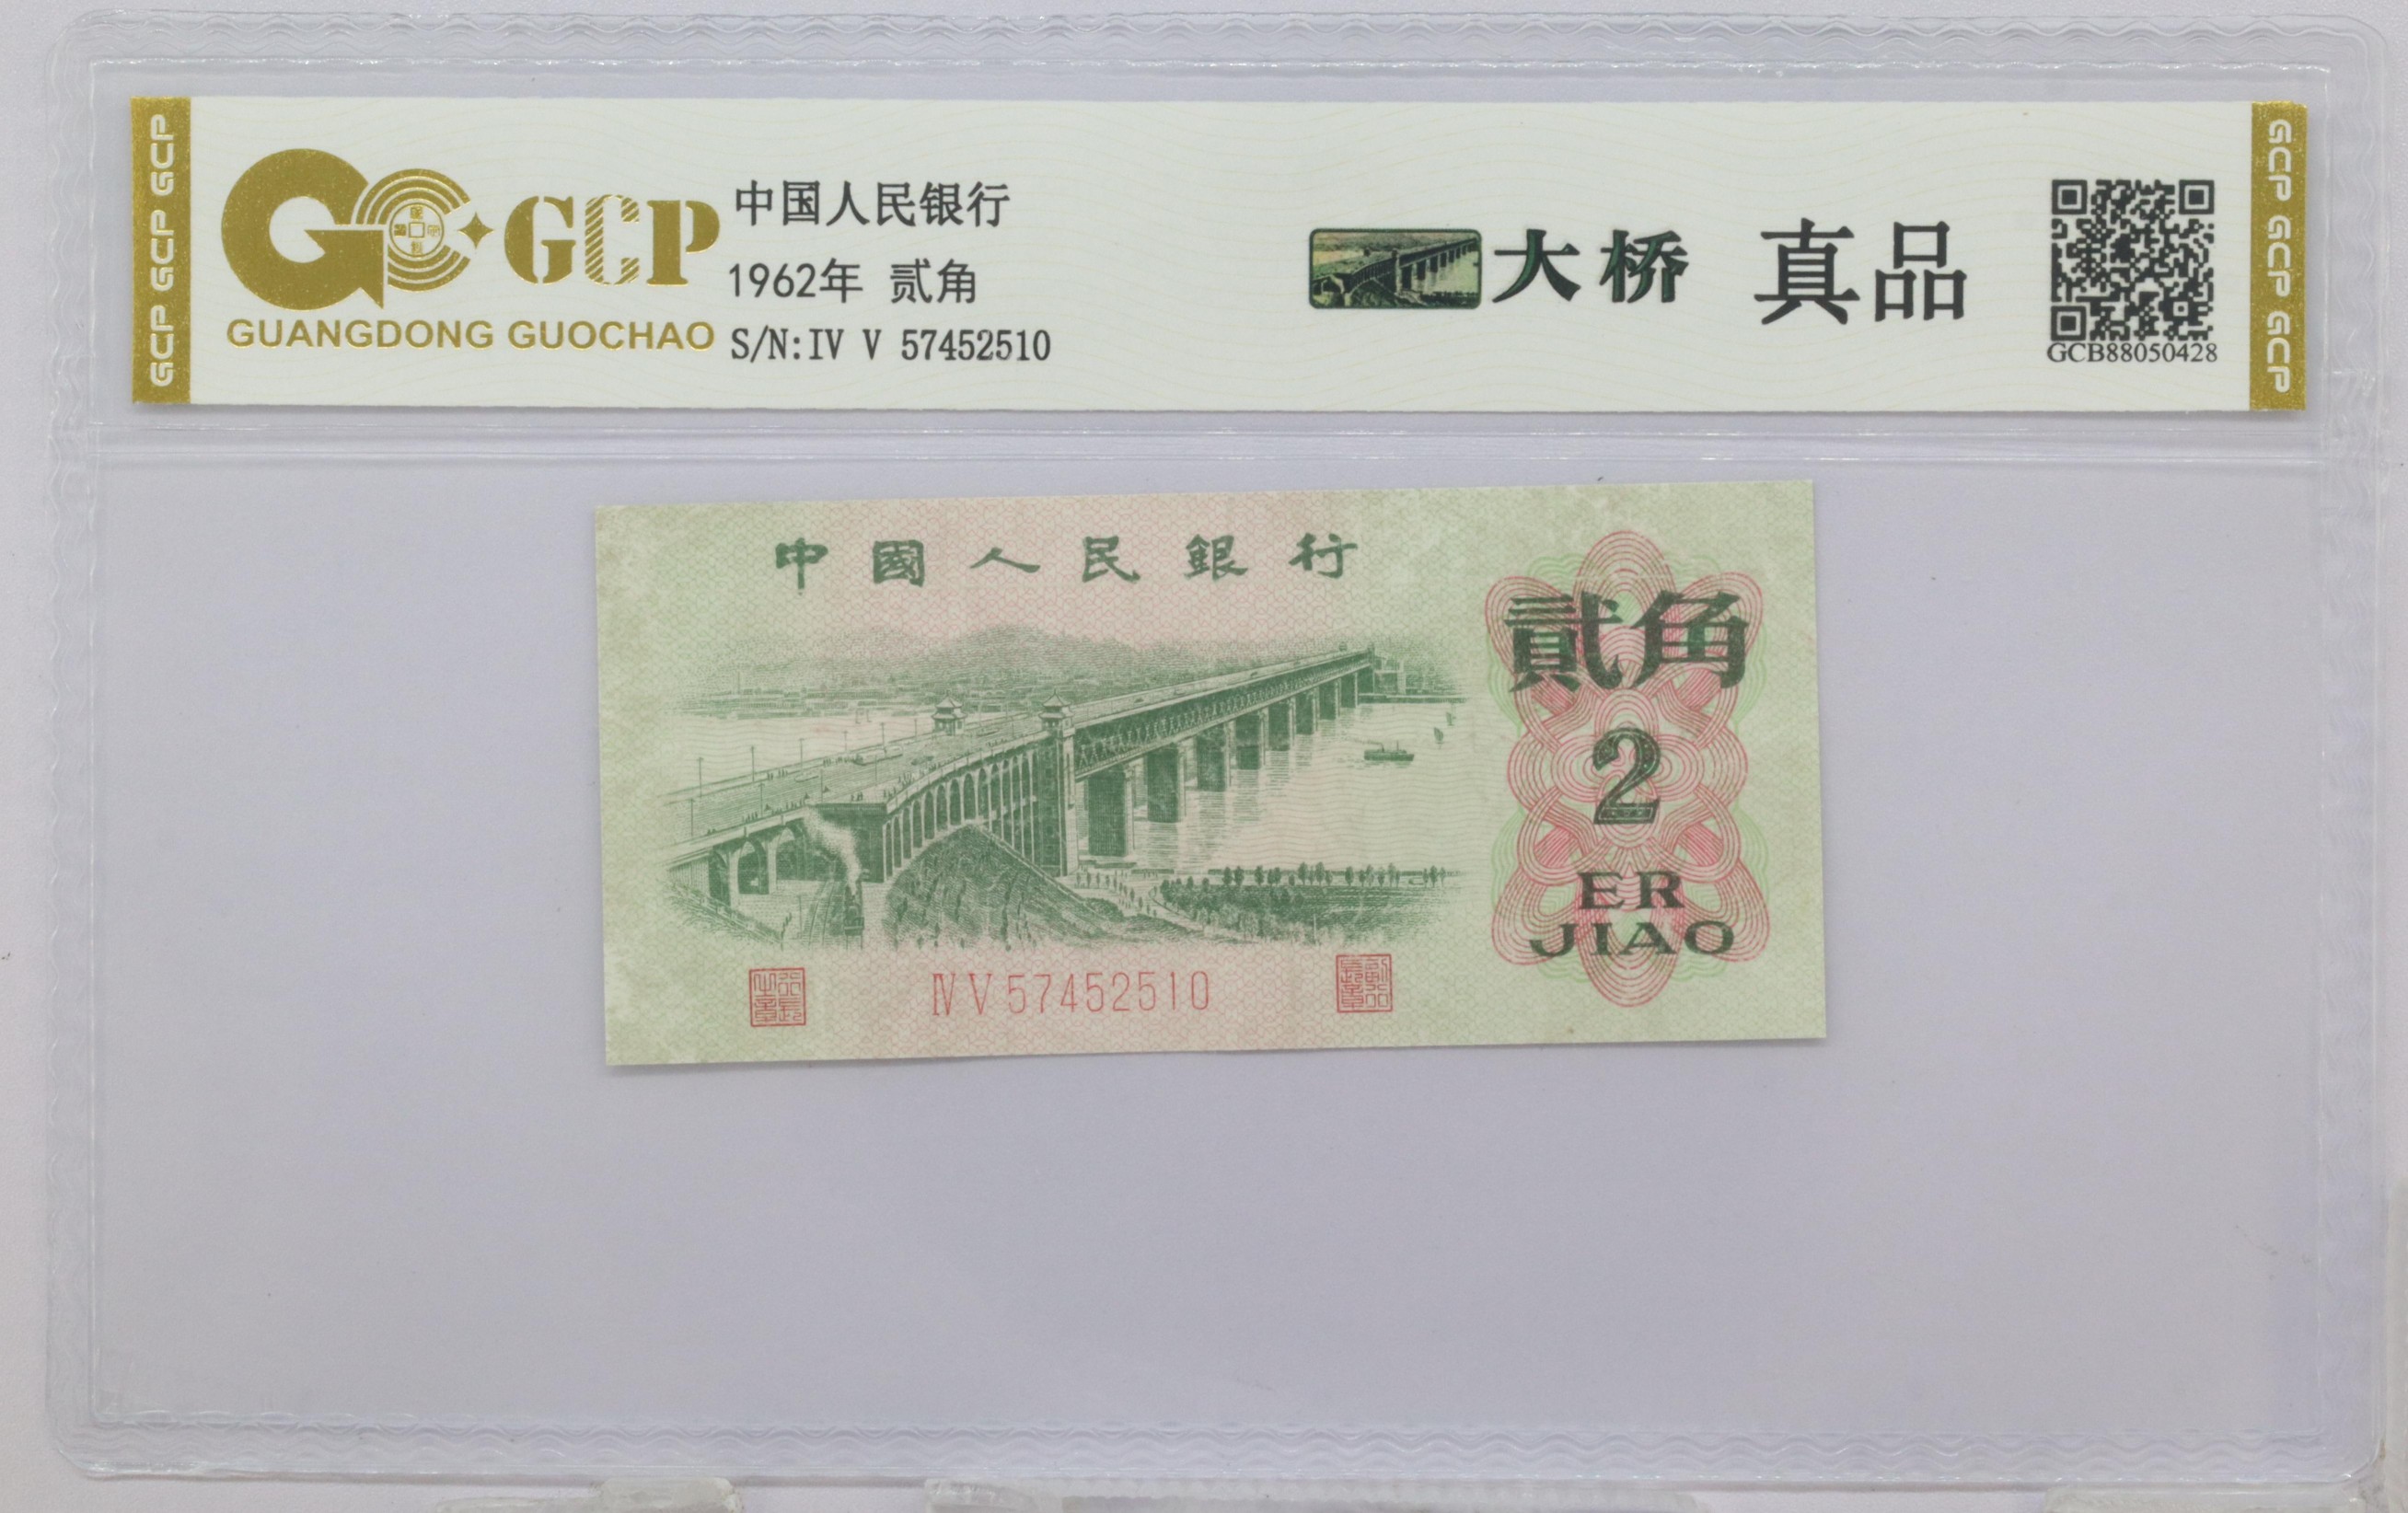 GCP GCP GCP
GCP
GUANGDONG GUOCHAO
中国人民银行
1962年 贰角
S/N:IV V 57452510
大桥 真品
GCB88050428
GCP GCP GCP
中國人民銀行
貳角
2
ER
JIAO
IV V 57452510